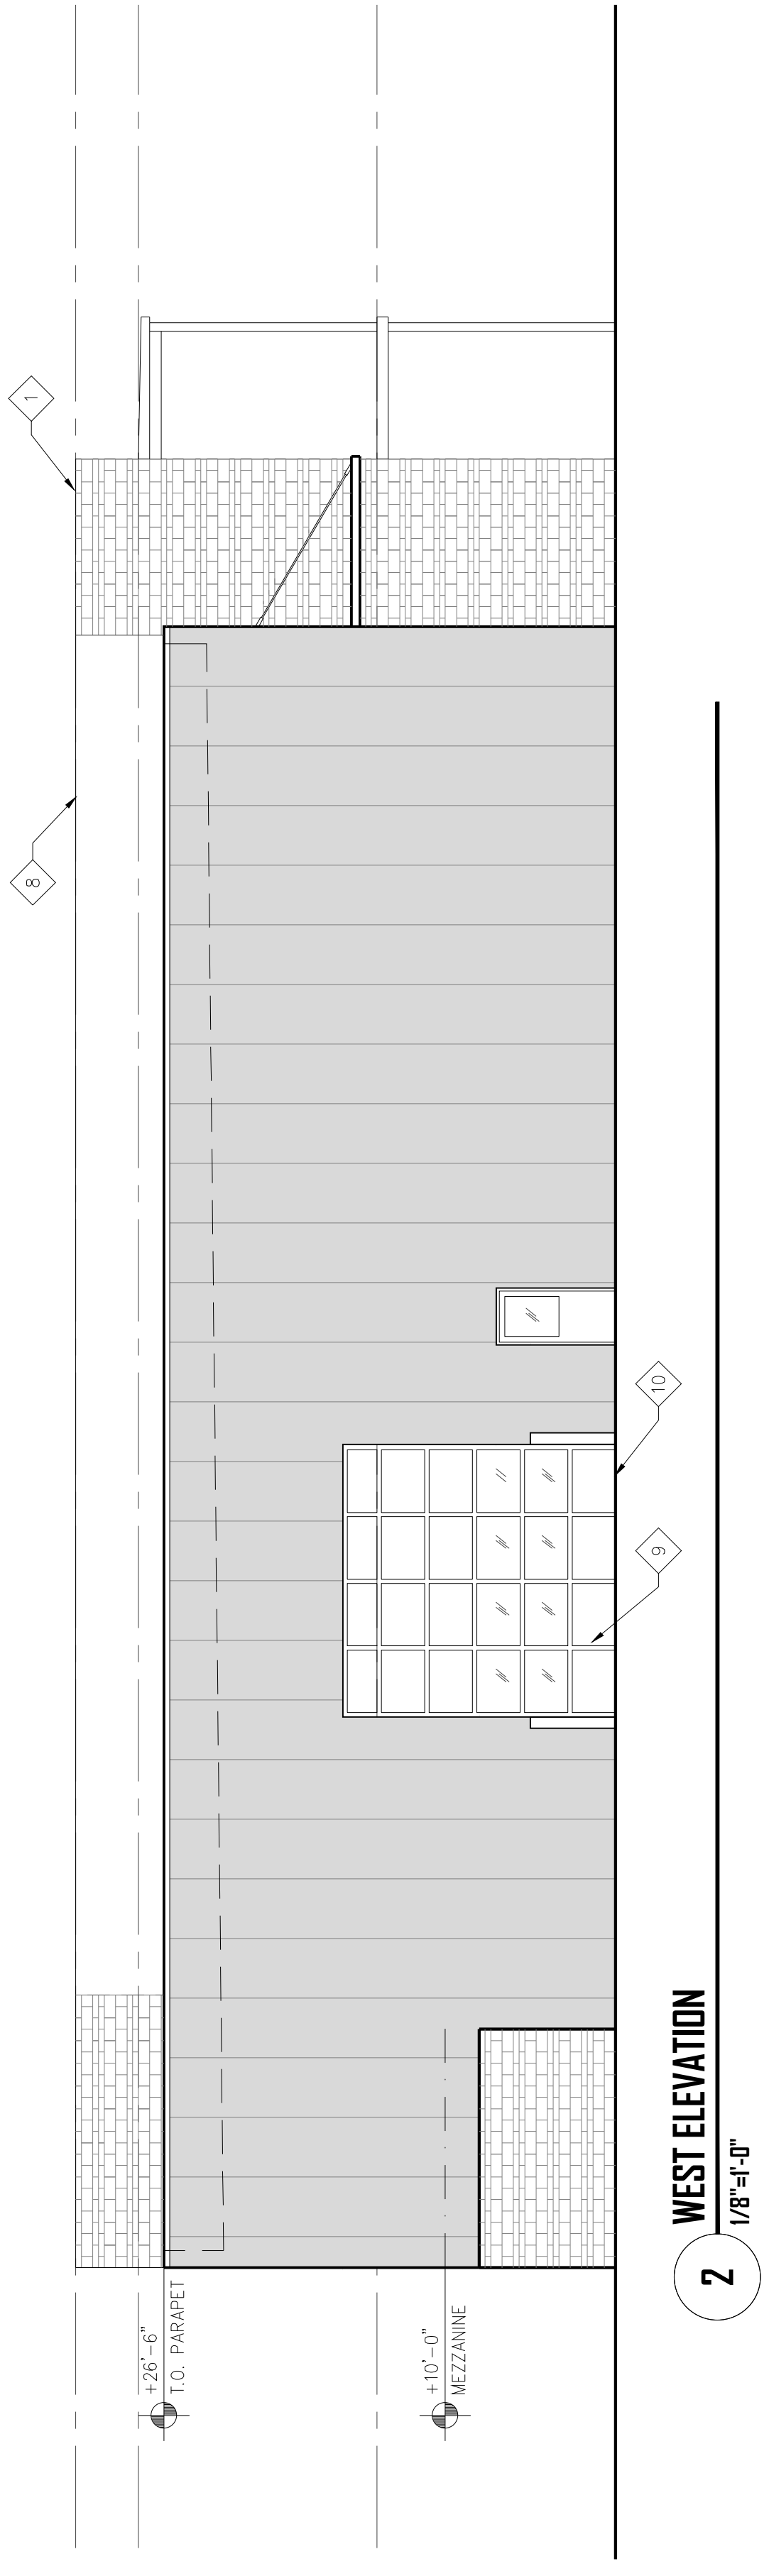 +26'-6"
T.O. PARAPET
+10'-0"
MEZZANINE
8
1
9
10
2
WEST ELEVATION
1/8"=1'-0"